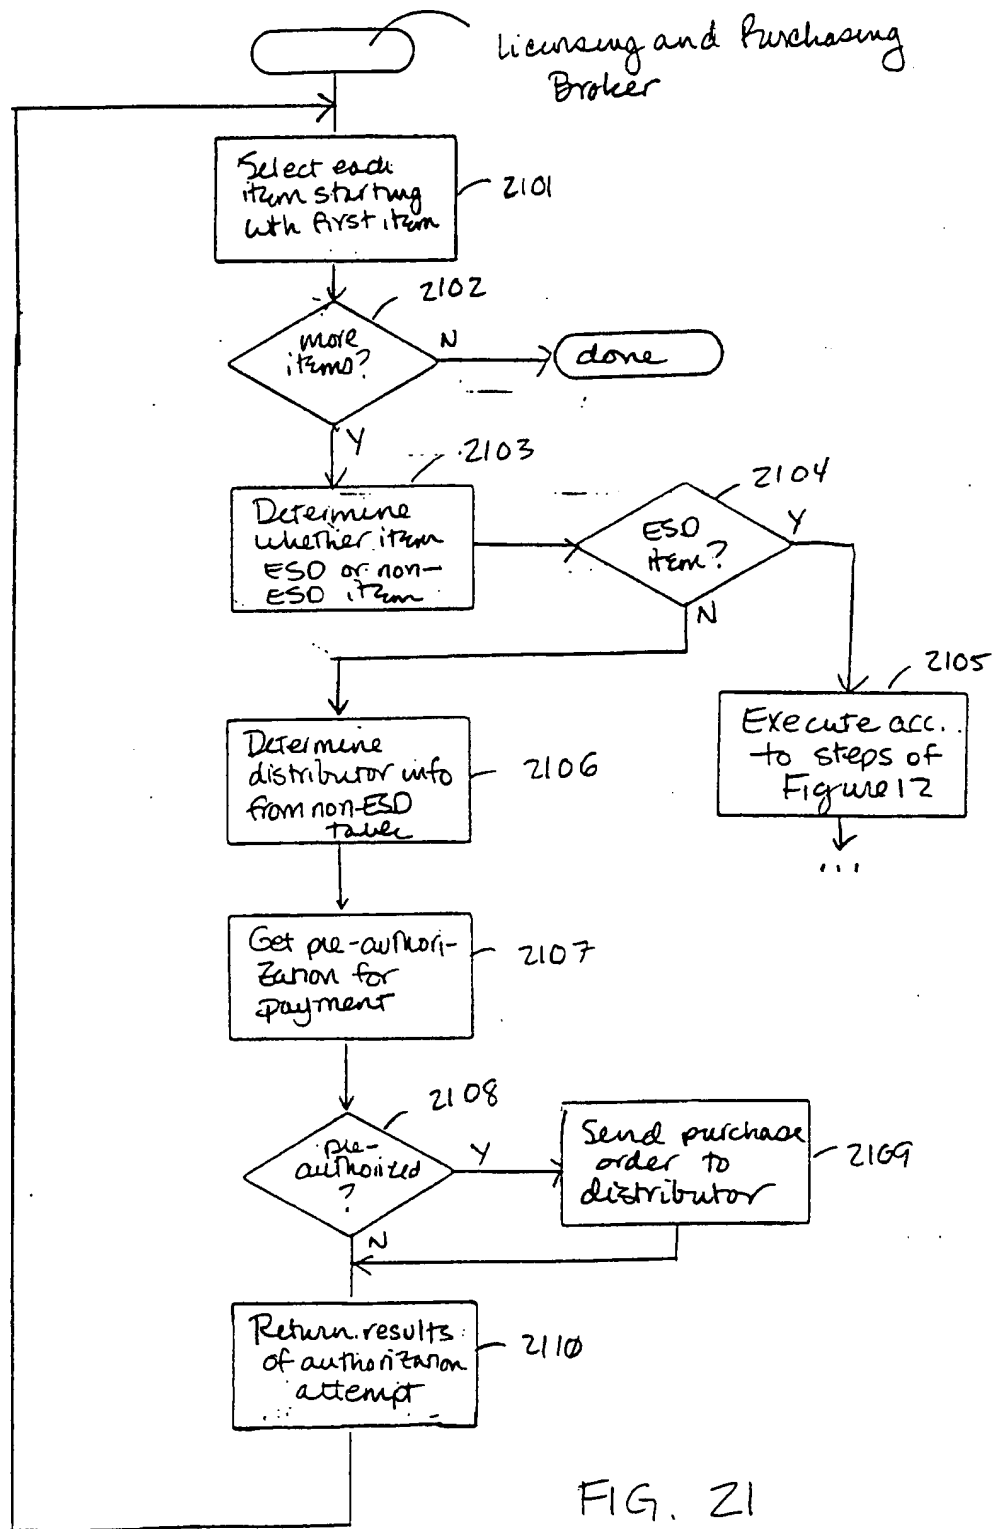 Licensing and Purchasing
Broker
Select each
item starting
with first item
2101
2102
more
items?
N
done
Y
2103
Determine
whether item
ESD or non-
ESD item
2104
ESD
item?
Y
N
2105
Execute acc.
to steps of
Figure 12
...
Determine
distributor info
from non-ESD
table
2106
Get pre-authori-
zation for
payment
2107
2108
pre-
authorized
?
Y
N
Send purchase
order to
distributor
2109
Return results
of authorization
attempt
2110
FIG. 21